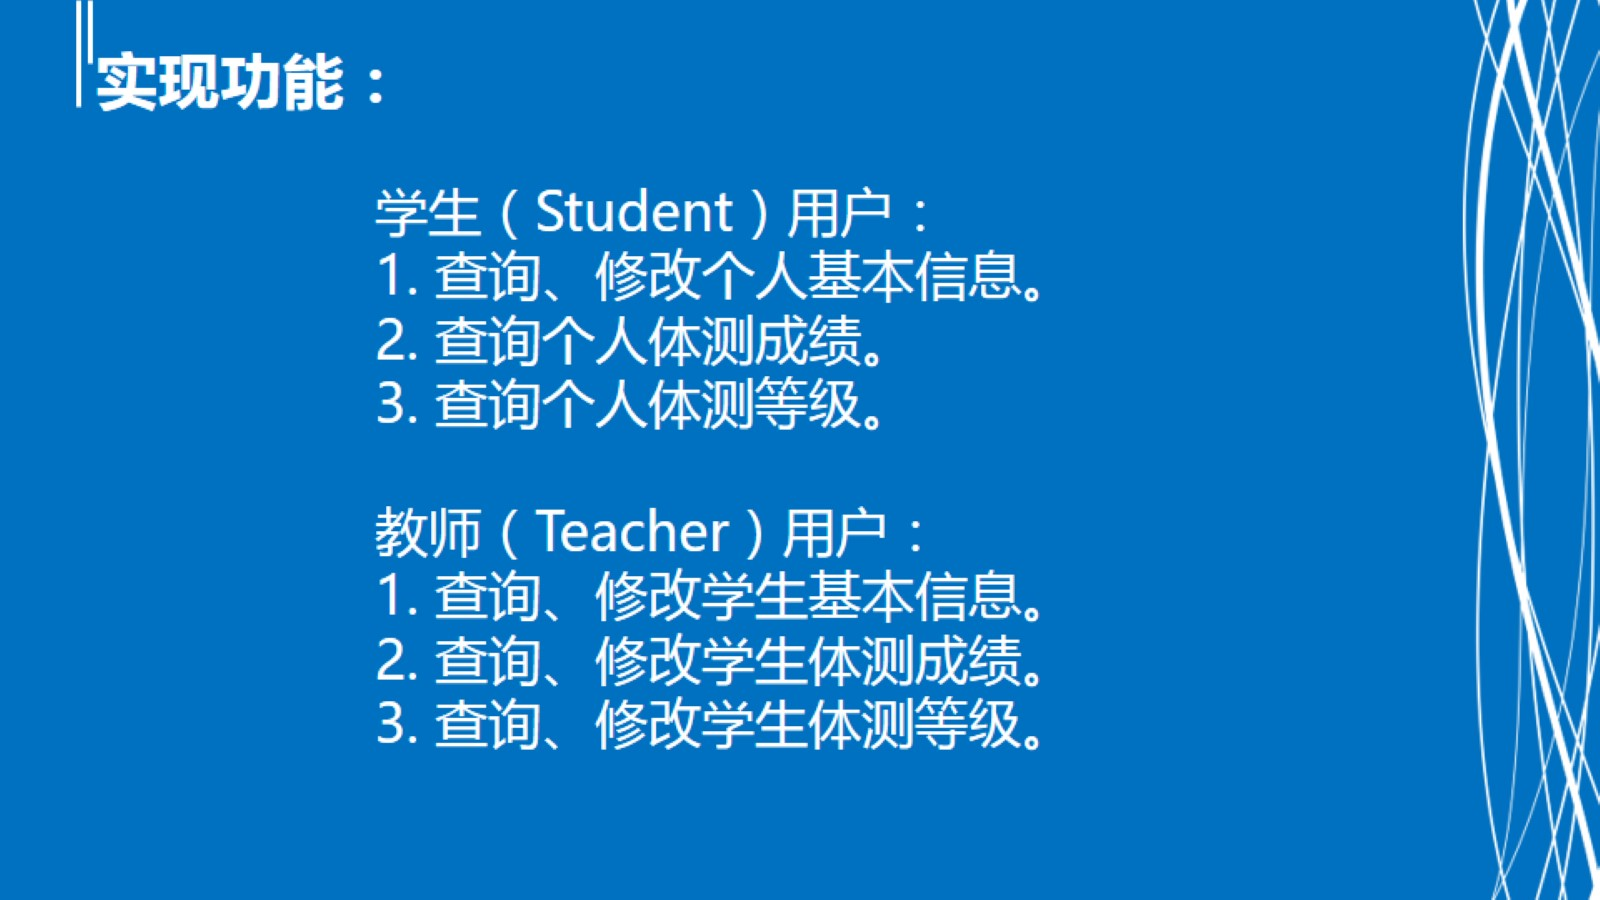 实现功能：
学生（Student）用户：
1. 查询、修改个人基本信息。
2. 查询个人体测成绩。
3. 查询个人体测等级。
教师（Teacher）用户：
1. 查询、修改学生基本信息。
2. 查询、修改学生体测成绩。
3. 查询、修改学生体测等级。